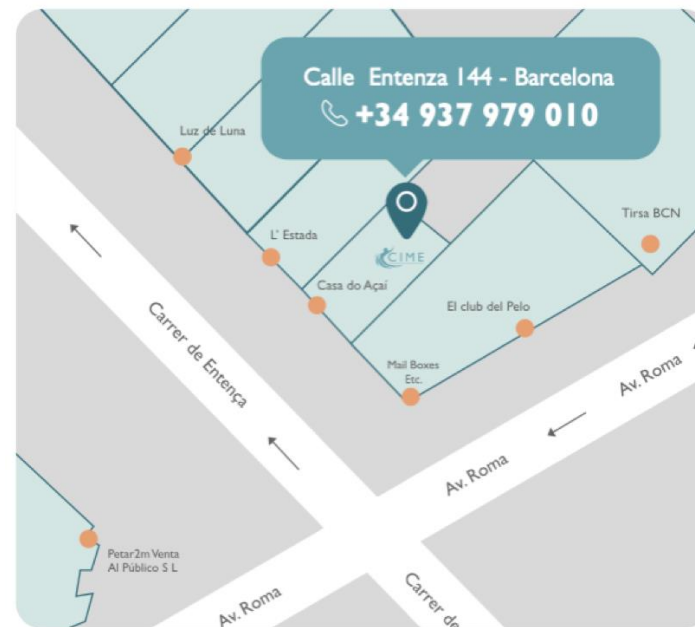 Calle Entenza 144 - Barcelona
+34 937 979 010
Luz de Luna
Tirsa BCN
L' Estada
CIME
Casa do Açaí
El club del Pelo
Carrer de Entença
Mail Boxes
Etc.
Av. Roma
Av. Roma
Petar2m Venta
Al Público S L
Av. Roma
Carrer de